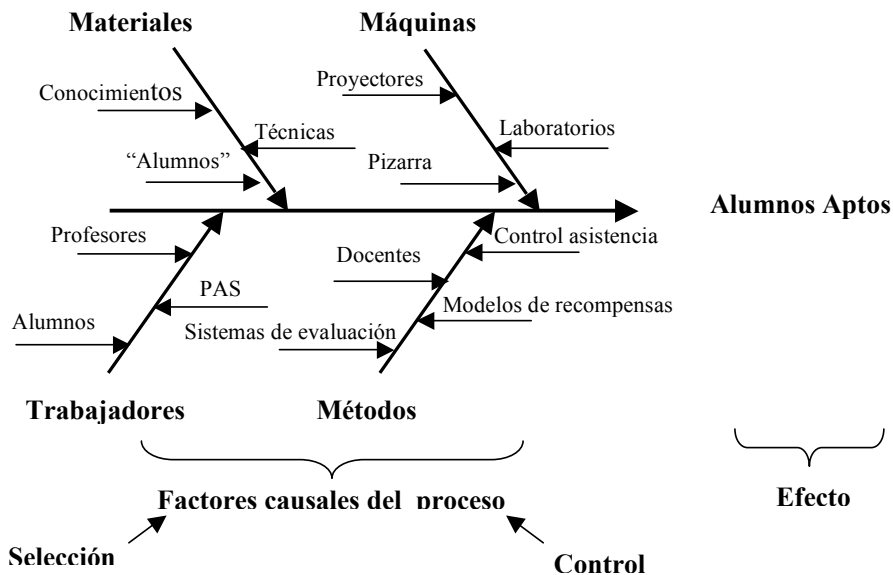 Materiales
Máquinas
Proyectores
Conocimientos
Técnicas
Laboratorios
“Alumnos”
Pizarra
Alumnos Aptos
Profesores
Control asistencia
Docentes
PAS
Modelos de recompensas
Alumnos
Sistemas de evaluación
Trabajadores
Métodos
Factores causales del proceso
Efecto
Selección
Control